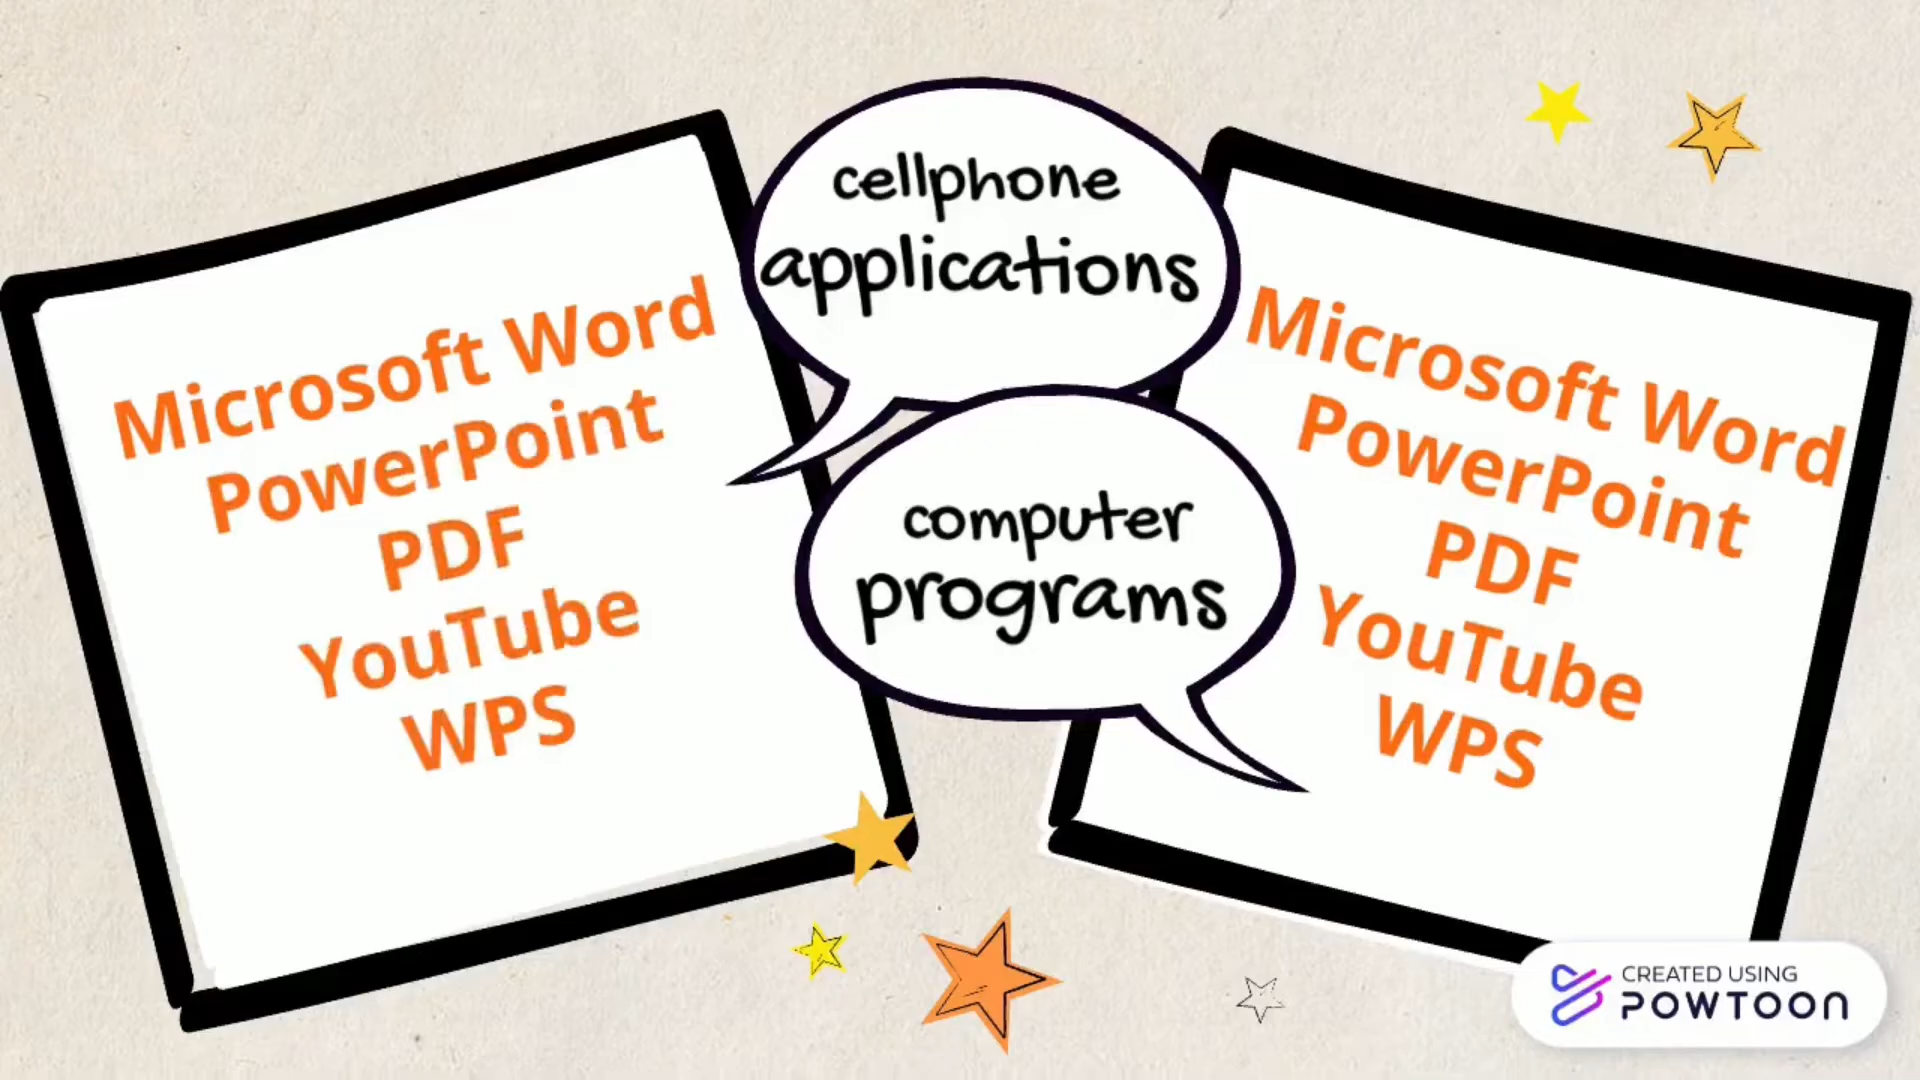 cellphone
applications
Microsoft Word
PowerPoint
PDF
YouTube
WPS
computer
programs
Microsoft Word
PowerPoint
PDF
YouTube
WPS
CREATED USING
POWTOON